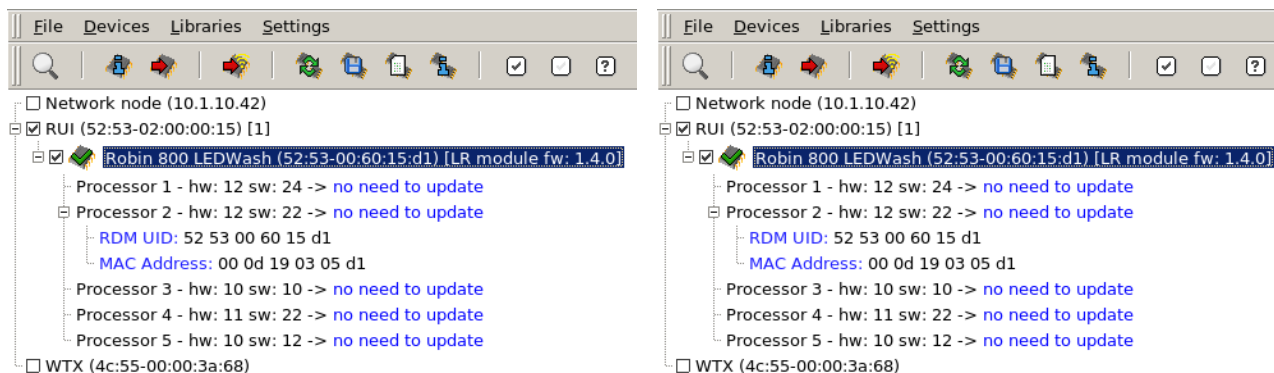 File Devices Libraries Settings
Network node (10.1.10.42)
RUI (52:53-02:00:00:15) [1]
Robin 800 LEDWash (52:53-00:60:15:d1) [LR module fw: 1.4.0]
Processor 1 - hw: 12 sw: 24 -> no need to update
Processor 2 - hw: 12 sw: 22 -> no need to update
RDM UID: 52 53 00 60 15 d1
MAC Address: 00 0d 19 03 05 d1
Processor 3 - hw: 10 sw: 10 -> no need to update
Processor 4 - hw: 11 sw: 22 -> no need to update
Processor 5 - hw: 10 sw: 12 -> no need to update
WTX (4c:55-00:00:3a:68)
File Devices Libraries Settings
Network node (10.1.10.42)
RUI (52:53-02:00:00:15) [1]
Robin 800 LEDWash (52:53-00:60:15:d1) [LR module fw: 1.4.0]
Processor 1 - hw: 12 sw: 24 -> no need to update
Processor 2 - hw: 12 sw: 22 -> no need to update
RDM UID: 52 53 00 60 15 d1
MAC Address: 00 0d 19 03 05 d1
Processor 3 - hw: 10 sw: 10 -> no need to update
Processor 4 - hw: 11 sw: 22 -> no need to update
Processor 5 - hw: 10 sw: 12 -> no need to update
WTX (4c:55-00:00:3a:68)